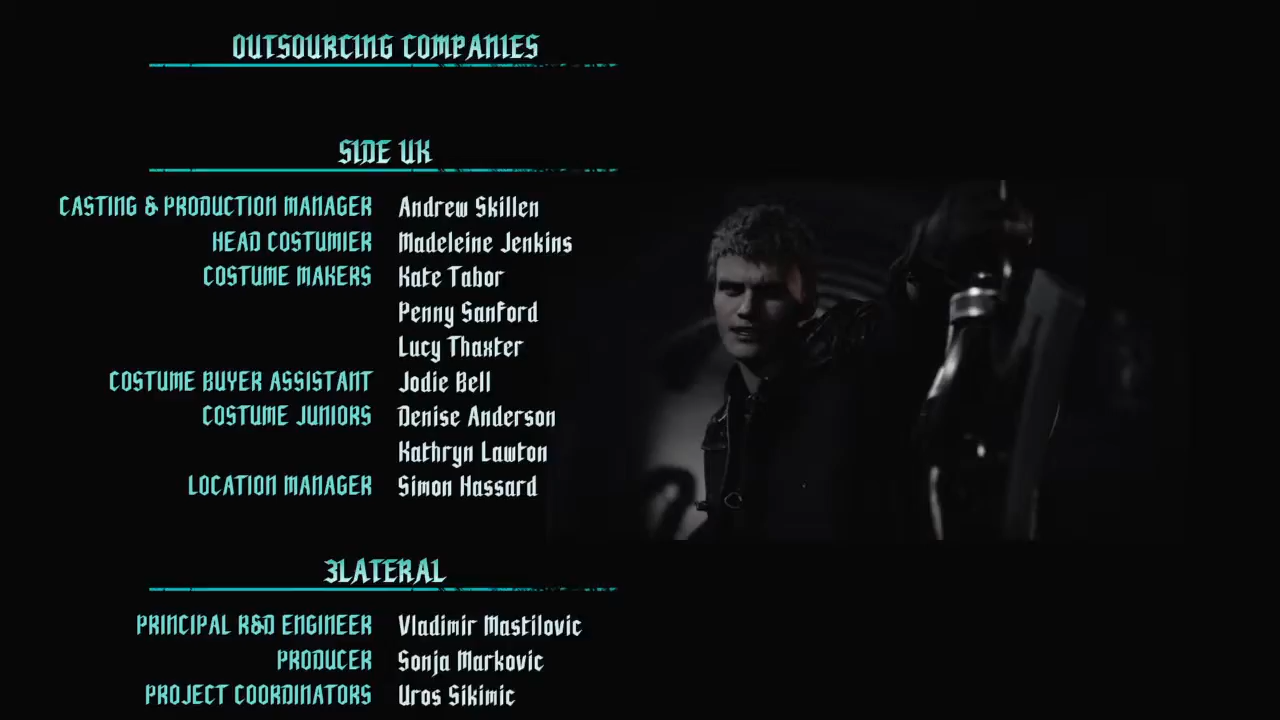 OUTSOURCING COMPANIES
SIDE UK
CASTING & PRODUCTION MANAGER Andrew Skillen
HEAD COSTUMIER Madeleine Jenkins
COSTUME MAKERS Kate Tabor
Penny Sanford
Lucy Thaxter
COSTUME BUYER ASSISTANT Jodie Bell
COSTUME JUNIORS Denise Anderson
Kathryn Lawton
LOCATION MANAGER Simon Hassard
3LATERAL
PRINCIPAL R&D ENGINEER Vladimir Mastilovic
PRODUCER Sonja Markovic
PROJECT COORDINATORS Uros Sikimic